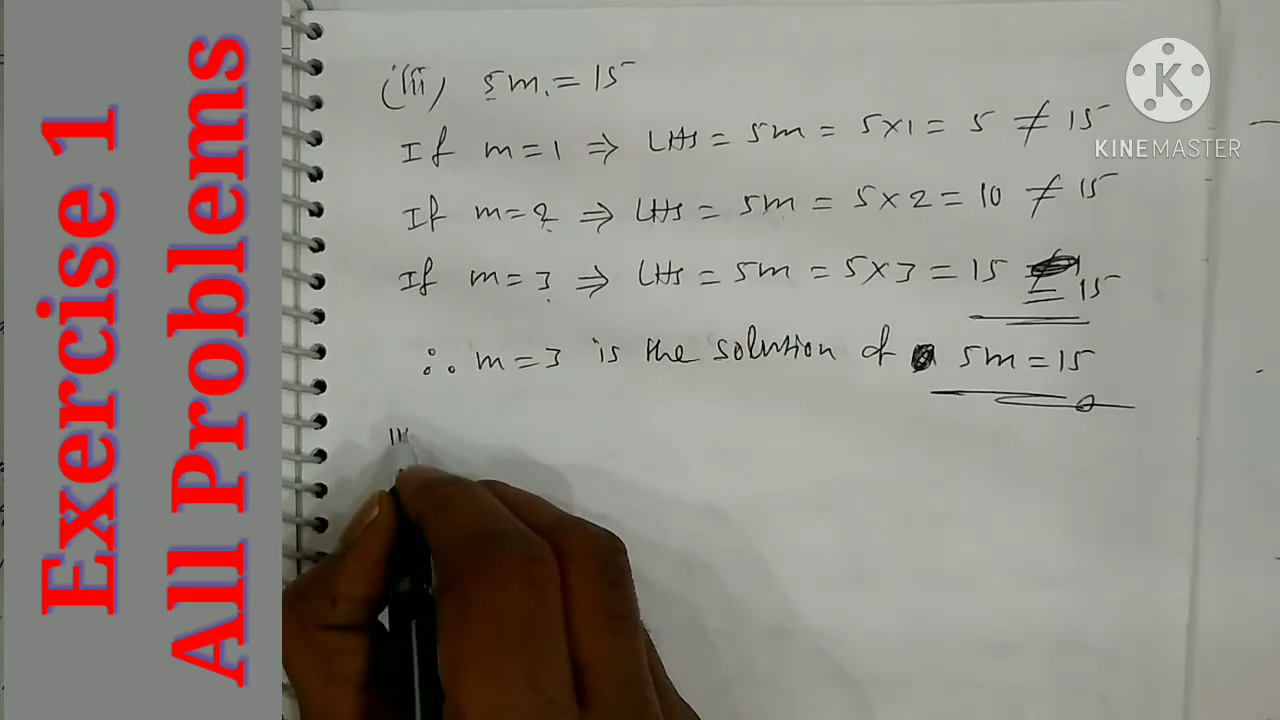 Exercise 1
All Problems
K
KINEMASTER
(iii) 5m = 15
If m=1 ⇒ LHS = 5m = 5×1 = 5 ≠ 15
If m=2 ⇒ LHS = 5m = 5×2 = 10 ≠ 15
If m=3 ⇒ LHS = 5m = 5×3 = 15 = 15
∴ m=3 is the solution of 5m=15